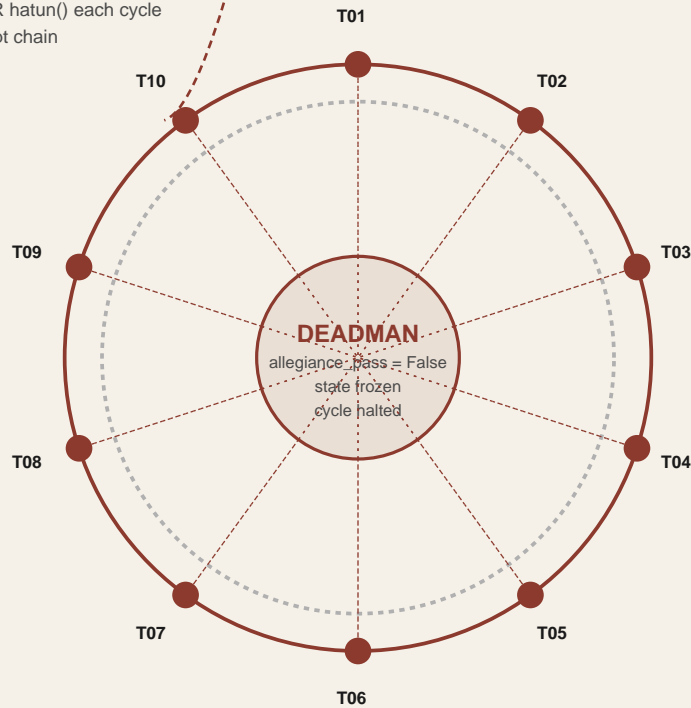 R hatun() each cycle
ot chain
T01
T10
T02
T09
T03
DEADMAN
allegiance_pass = False
state frozen
cycle halted
T08
T04
T07
T05
T06